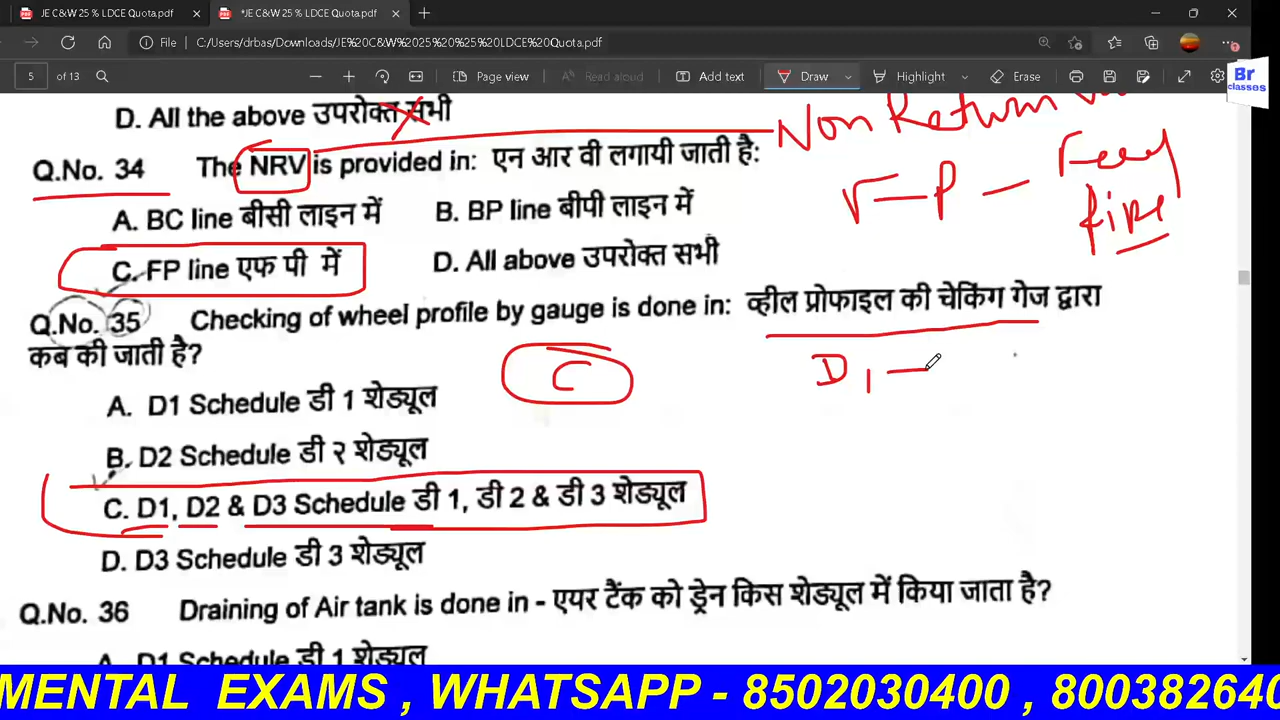 JE C&W 25 % LDCE Quota.pdf
*JE C&W 25 % LDCE Quota.pdf
File
C:/Users/drbas/Downloads/JE%20C&W%2025%20%25%20LDCE%20Quota.pdf
5 of 13
Page view
Read aloud
Add text
Draw
Highlight
Erase
Br classes
D. All the above उपरोक्त सभी
Non Return
Q.No. 34 The NRV is provided in: एन आर वी लगायी जाती है:
A. BC line बीसी लाइन में B. BP line बीपी लाइन में
F—P — Feed Pipe
C. FP line एफ पी में D. All above उपरोक्त सभी
Q.No. 35 Checking of wheel profile by gauge is done in: व्हील प्रोफाइल की चेकिंग गेज द्वारा
कब की जाती है?
C
D1 —
A. D1 Schedule डी 1 शेड्यूल
B. D2 Schedule डी २ शेड्यूल
C. D1, D2 & D3 Schedule डी 1, डी 2 & डी 3 शेड्यूल
D. D3 Schedule डी 3 शेड्यूल
Q.No. 36 Draining of Air tank is done in - एयर टैंक को ड्रेन किस शेड्यूल में किया जाता है?
A. D1 Schedule डी 1 शेड्यूल
MENTAL EXAMS , WHATSAPP - 8502030400 , 800382640